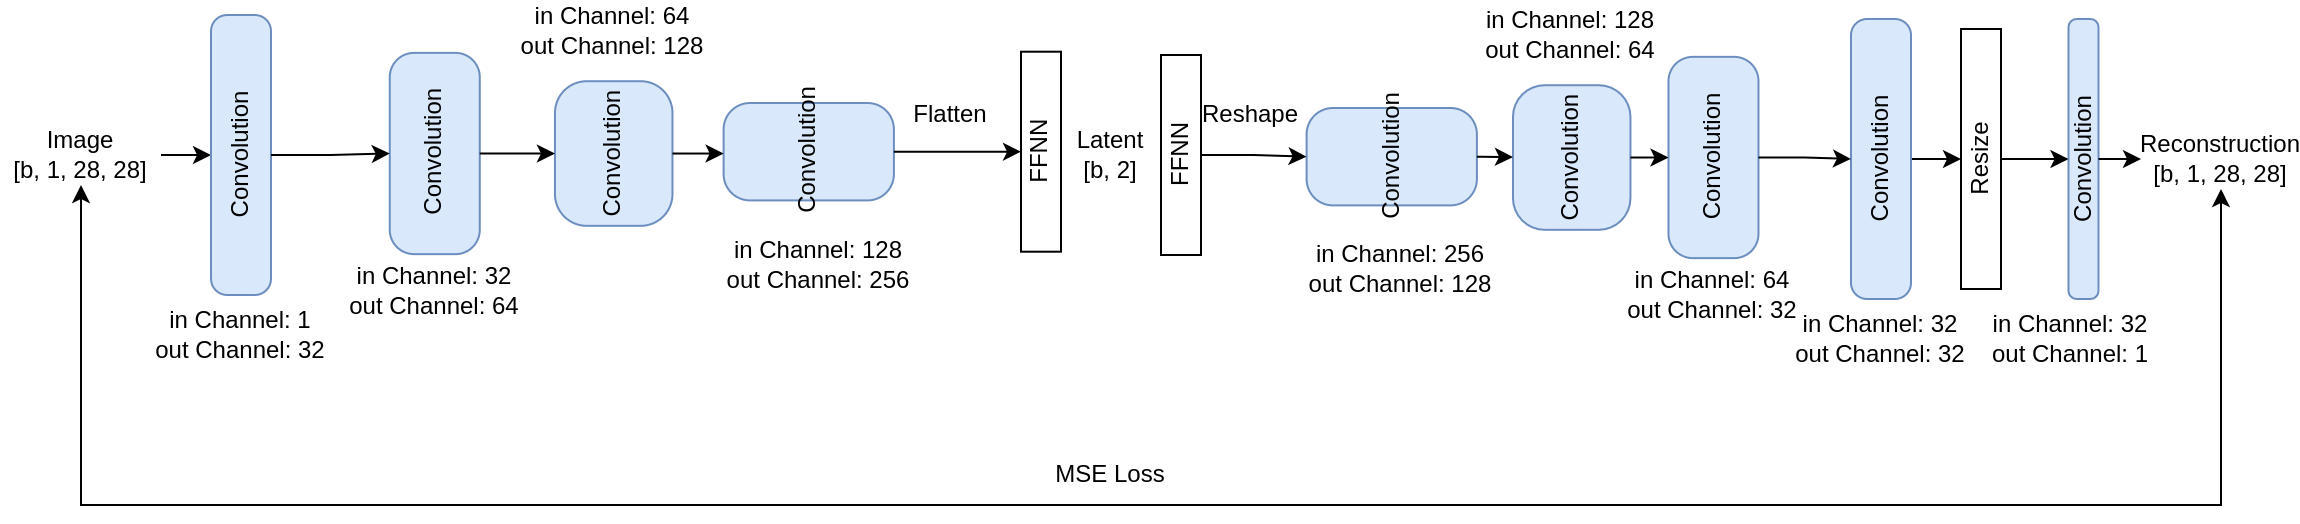 Image
[b, 1, 28, 28]
Convolution
in Channel: 1
out Channel: 32
Convolution
in Channel: 32
out Channel: 64
in Channel: 64
out Channel: 128
Convolution
Convolution
in Channel: 128
out Channel: 256
Flatten
FFNN
Latent
[b, 2]
FFNN
Reshape
Convolution
in Channel: 256
out Channel: 128
in Channel: 128
out Channel: 64
Convolution
Convolution
in Channel: 64
out Channel: 32
Convolution
in Channel: 32
out Channel: 32
Resize
Convolution
in Channel: 32
out Channel: 1
Reconstruction
[b, 1, 28, 28]
MSE Loss